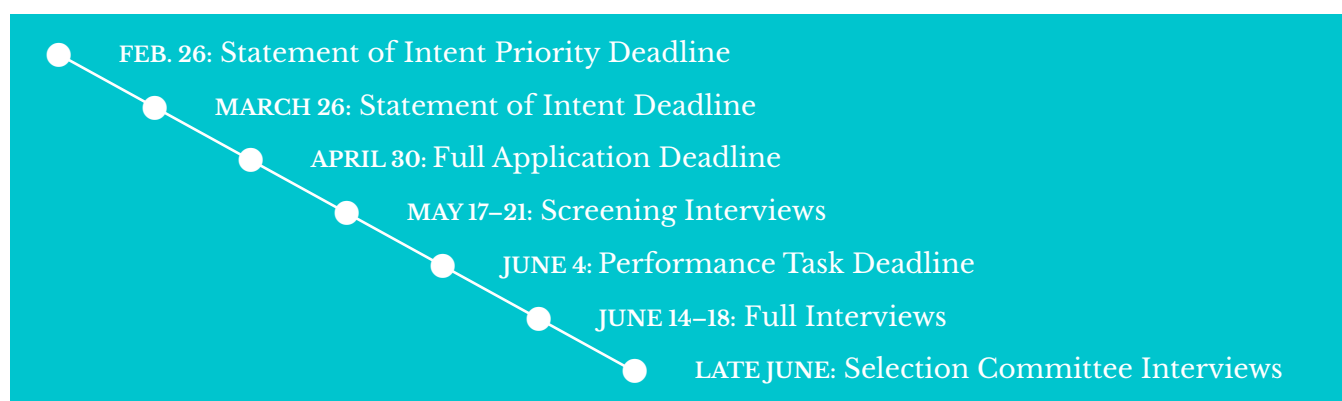 FEB. 26: Statement of Intent Priority Deadline
MARCH 26: Statement of Intent Deadline
APRIL 30: Full Application Deadline
MAY 17–21: Screening Interviews
JUNE 4: Performance Task Deadline
JUNE 14–18: Full Interviews
LATE JUNE: Selection Committee Interviews